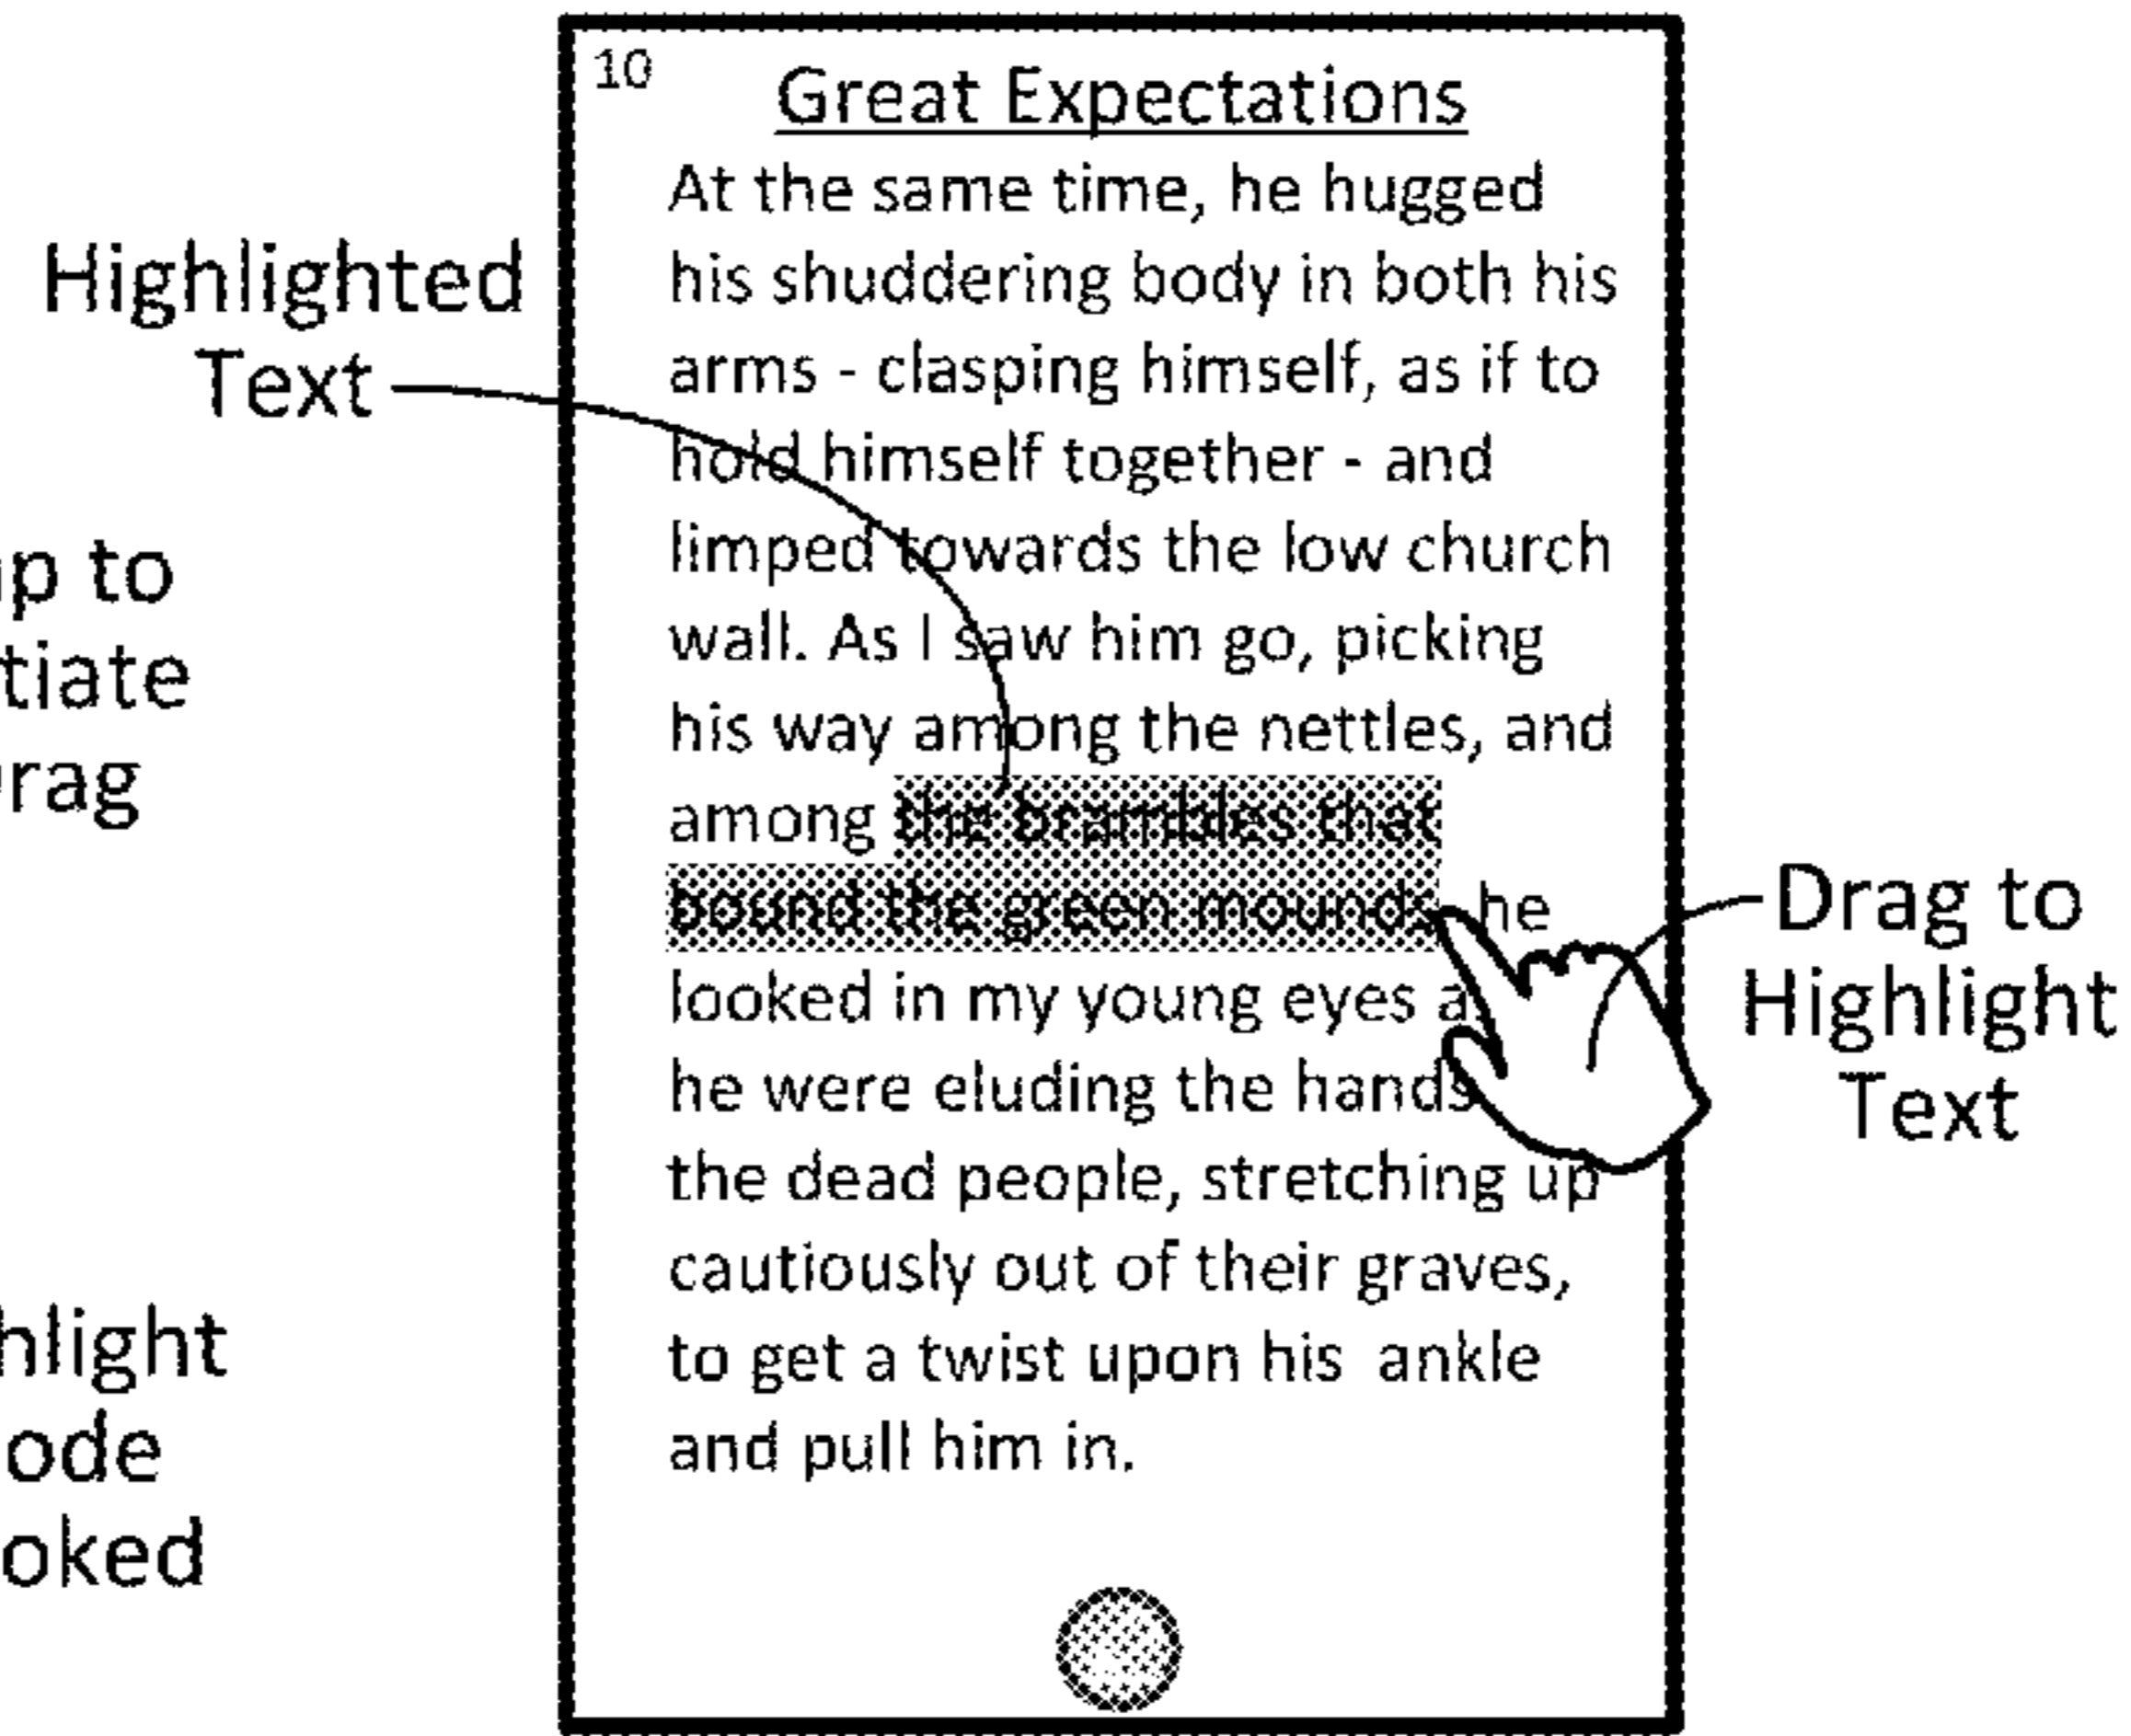 10
Great Expectations
At the same time, he hugged
his shuddering body in both his
arms - clasping himself, as if to
hold himself together - and
limped towards the low church
wall. As I saw him go, picking
his way among the nettles, and
among the brambles that
bound the green mounds he
looked in my young eyes
he were eluding the hands
the dead people, stretching up
cautiously out of their graves,
to get a twist upon his ankle
and pull him in.
Highlighted
Text
p to
tiate
rag
hlight
ode
oked
Drag to
Highlight
Text